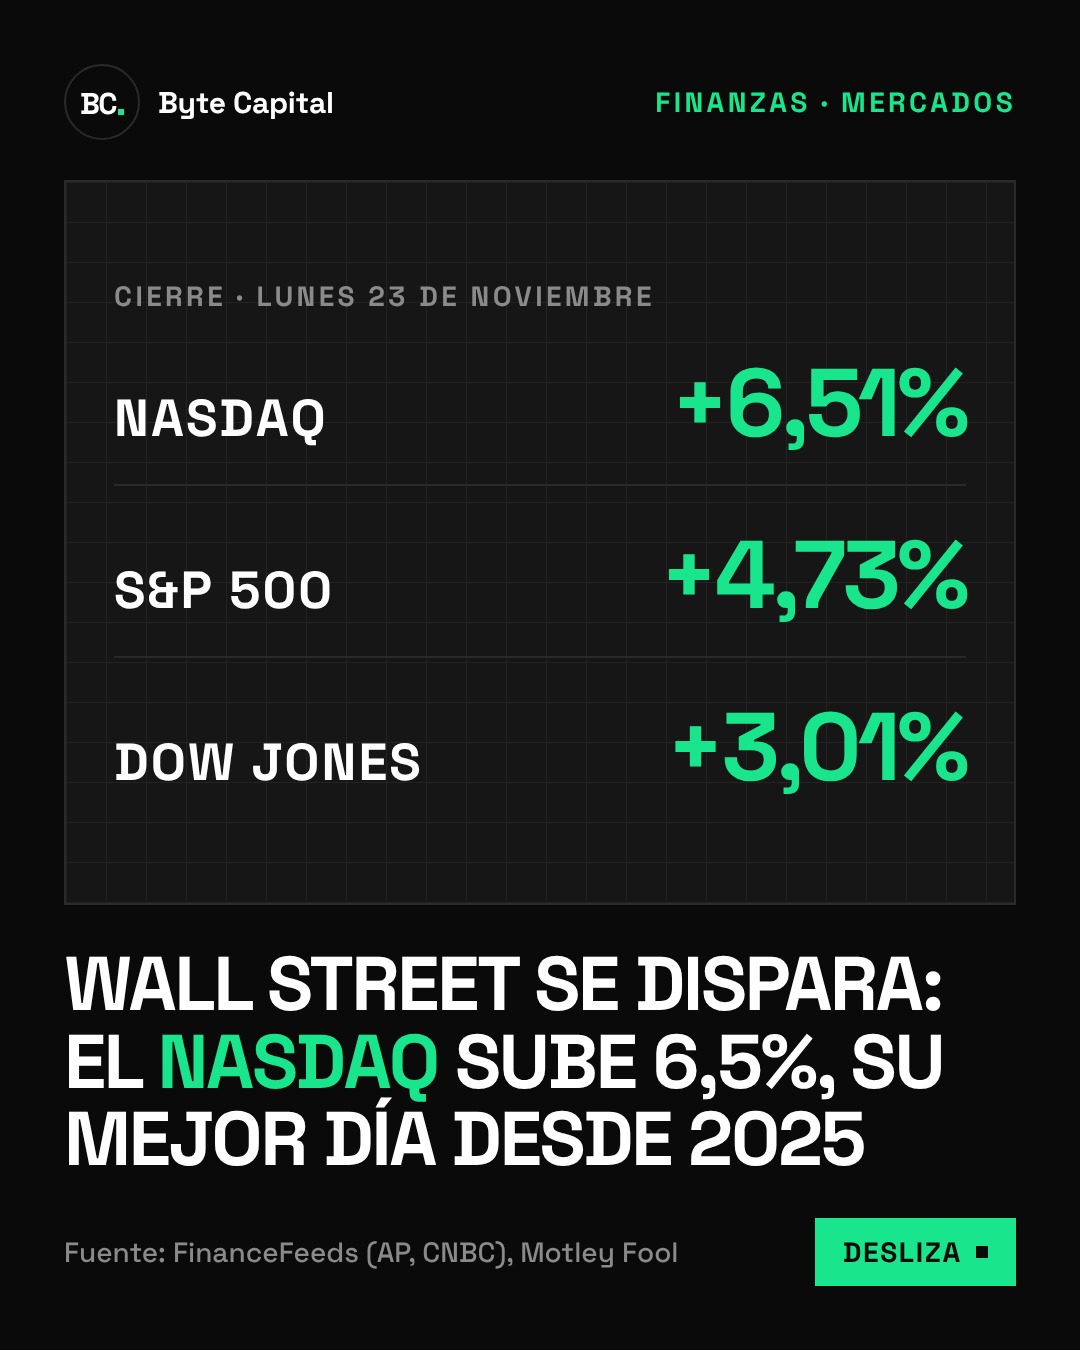 BC.
Byte Capital
FINANZAS · MERCADOS
CIERRE · LUNES 23 DE NOVIEMBRE
NASDAQ +6,51%
S&P 500 +4,73%
DOW JONES +3,01%
WALL STREET SE DISPARA:
EL NASDAQ SUBE 6,5%, SU
MEJOR DÍA DESDE 2025
Fuente: FinanceFeeds (AP, CNBC), Motley Fool
DESLIZA